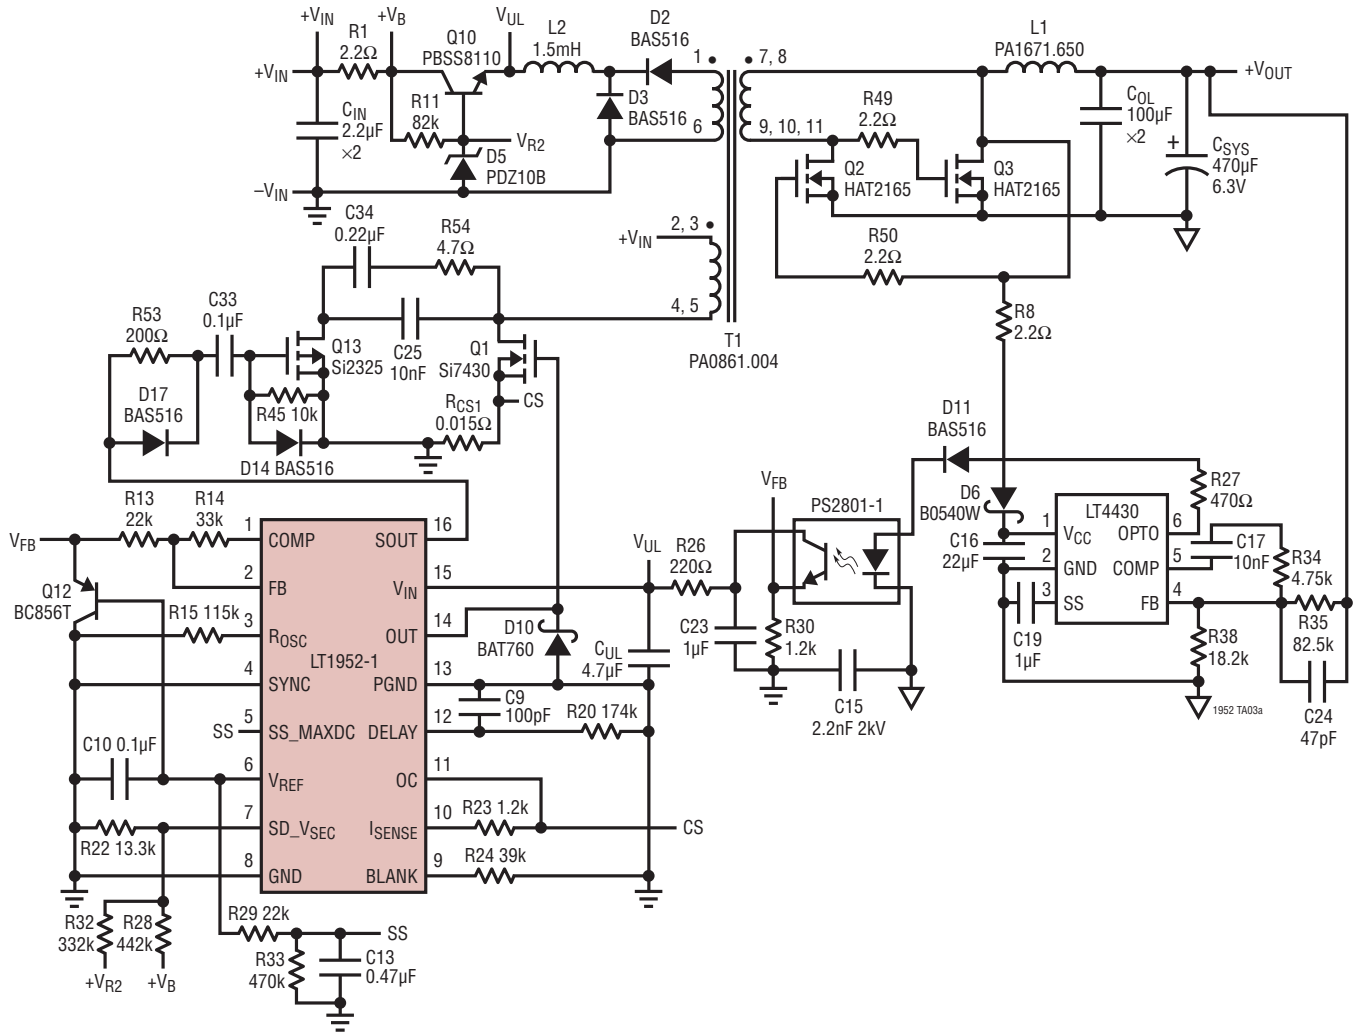 +VIN
+VB
VUL
R1
2.2Ω
Q10
PBSS8110
L2
1.5mH
D2
BAS516
1
7, 8
L1
PA1671.650
+VIN
+VOUT
CIN
2.2µF
×2
R11
82k
D3
BAS516
6
9, 10, 11
R49
2.2Ω
COL
100µF
×2
VR2
D5
PDZ10B
–VIN
Q2
HAT2165
Q3
HAT2165
+
CSYS
470µF
6.3V
C34
0.22µF
R54
4.7Ω
+VIN
2, 3
4, 5
R50
2.2Ω
R53
200Ω
C33
0.1µF
Q13
Si2325
C25
10nF
Q1
Si7430
T1
PA0861.004
R8
2.2Ω
D17
BAS516
R45 10k
RCS1
0.015Ω
CS
D14 BAS516
D11
BAS516
R13
22k
R14
33k
VFB
1
COMP
SOUT
16
VFB
PS2801-1
D6
B0540W
R27
470Ω
2
FB
VIN
15
VUL
R26
220Ω
C16
22µF
1
VCC
LT4430
OPTO
6
2
GND
COMP
5
3
SS
FB
4
C17
10nF
R34
4.75k
Q12
BC856T
R15 115k
3
ROSC
OUT
14
LT1952-1
D10
BAT760
CUL
4.7µF
C23
1µF
R30
1.2k
C19
1µF
R38
18.2k
R35
82.5k
4
SYNC
PGND
13
C9
100pF
C15
2.2nF 2kV
C24
47pF
1952 TA03a
SS
5
SS_MAXDC
DELAY
12
R20 174k
C10 0.1µF
6
VREF
OC
11
7
SD_VSEC
ISENSE
10
R23 1.2k
CS
R22 13.3k
8
GND
BLANK
9
R24 39k
R32
332k
R28
442k
R29 22k
SS
R33
470k
C13
0.47µF
+VR2
+VB